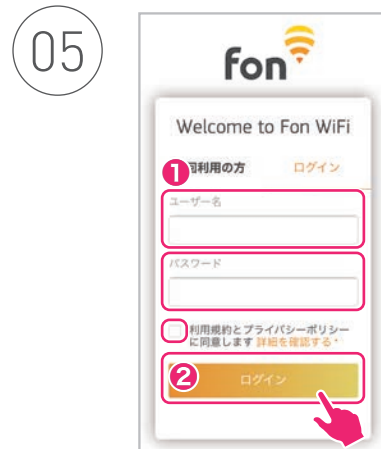 05
fon
Welcome to Fon WiFi
1
回利用の方 ログイン
ユーザー名
パスワード
利用規約とプライバシーポリシー
に同意します 詳細を確認する・
2 ログイン